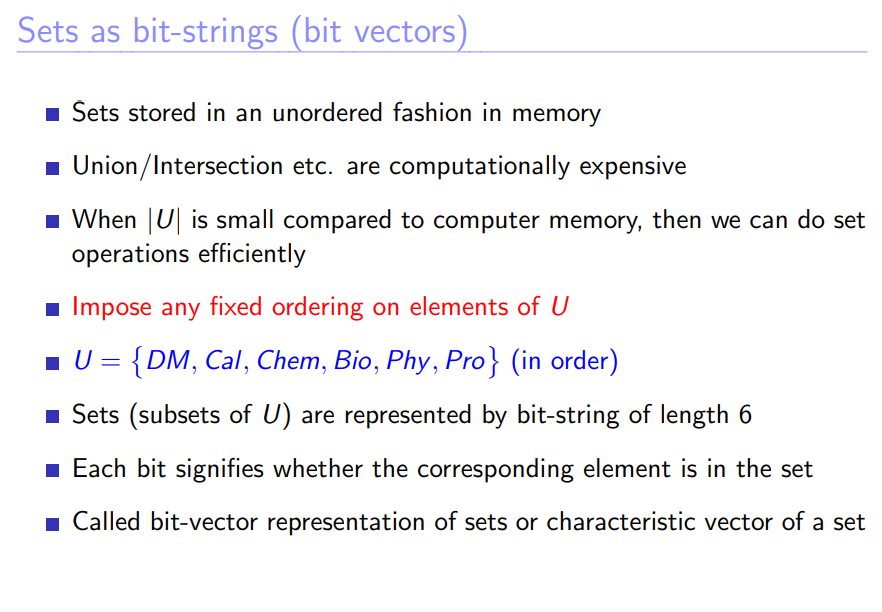 Sets as bit-strings (bit vectors)
Sets stored in an unordered fashion in memory
Union/Intersection etc. are computationally expensive
When |U| is small compared to computer memory, then we can do set
operations efficiently
Impose any fixed ordering on elements of U
U = {DM, Cal, Chem, Bio, Phy, Pro} (in order)
Sets (subsets of U) are represented by bit-string of length 6
Each bit signifies whether the corresponding element is in the set
Called bit-vector representation of sets or characteristic vector of a set